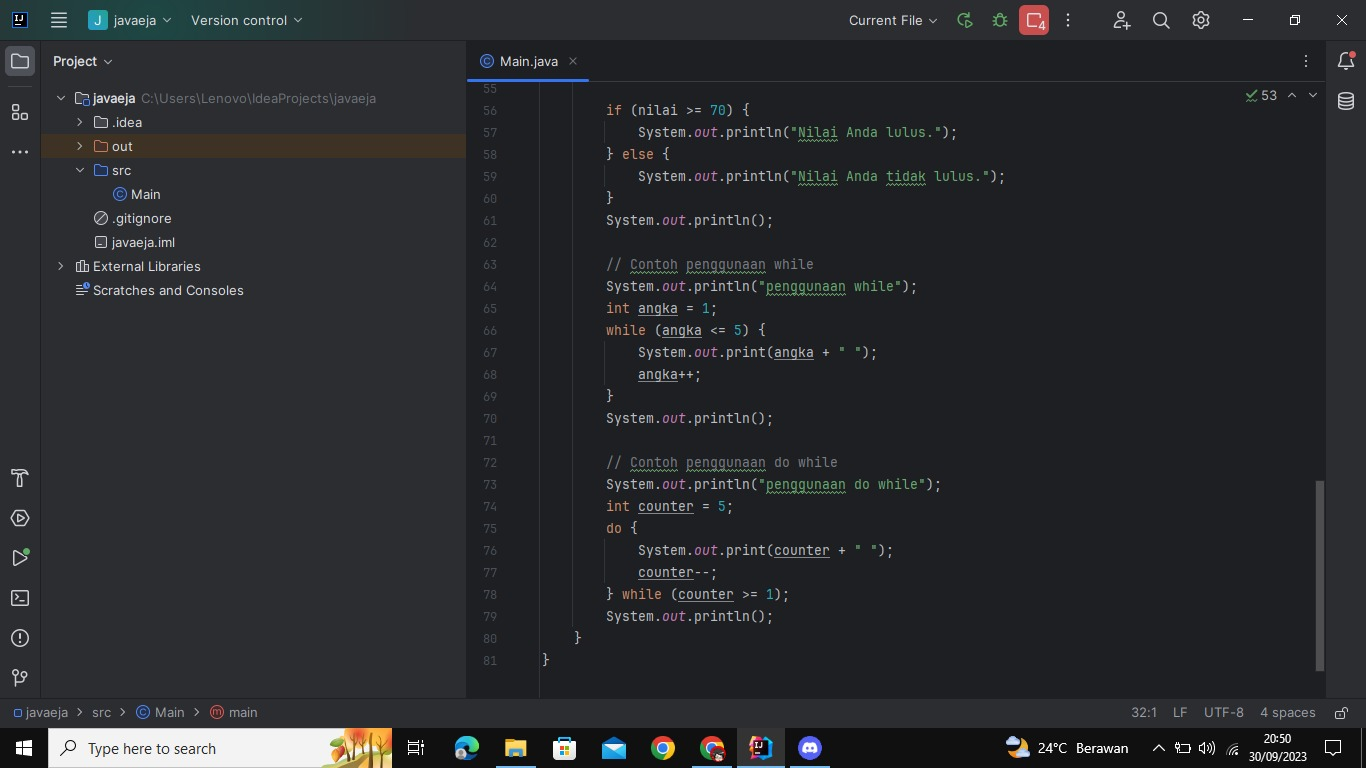 J javaeja Version control Current File 4
Project
Main.java
javaeja C:\Users\Lenovo\IdeaProjects\javaeja
.idea
out
src
Main
.gitignore
javaeja.iml
External Libraries
Scratches and Consoles
53
55
56 if (nilai >= 70) {
57 System.out.println("Nilai Anda lulus.");
58 } else {
59 System.out.println("Nilai Anda tidak lulus.");
60 }
61 System.out.println();
62
63 // Contoh penggunaan while
64 System.out.println("penggunaan while");
65 int angka = 1;
66 while (angka <= 5) {
67 System.out.print(angka + " ");
68 angka++;
69 }
70 System.out.println();
71
72 // Contoh penggunaan do while
73 System.out.println("penggunaan do while");
74 int counter = 5;
75 do {
76 System.out.print(counter + " ");
77 counter--;
78 } while (counter >= 1);
79 System.out.println();
80 }
81 }
javaeja > src > Main > main 32:1 LF UTF-8 4 spaces
Type here to search
24°C Berawan
20:50
30/09/2023